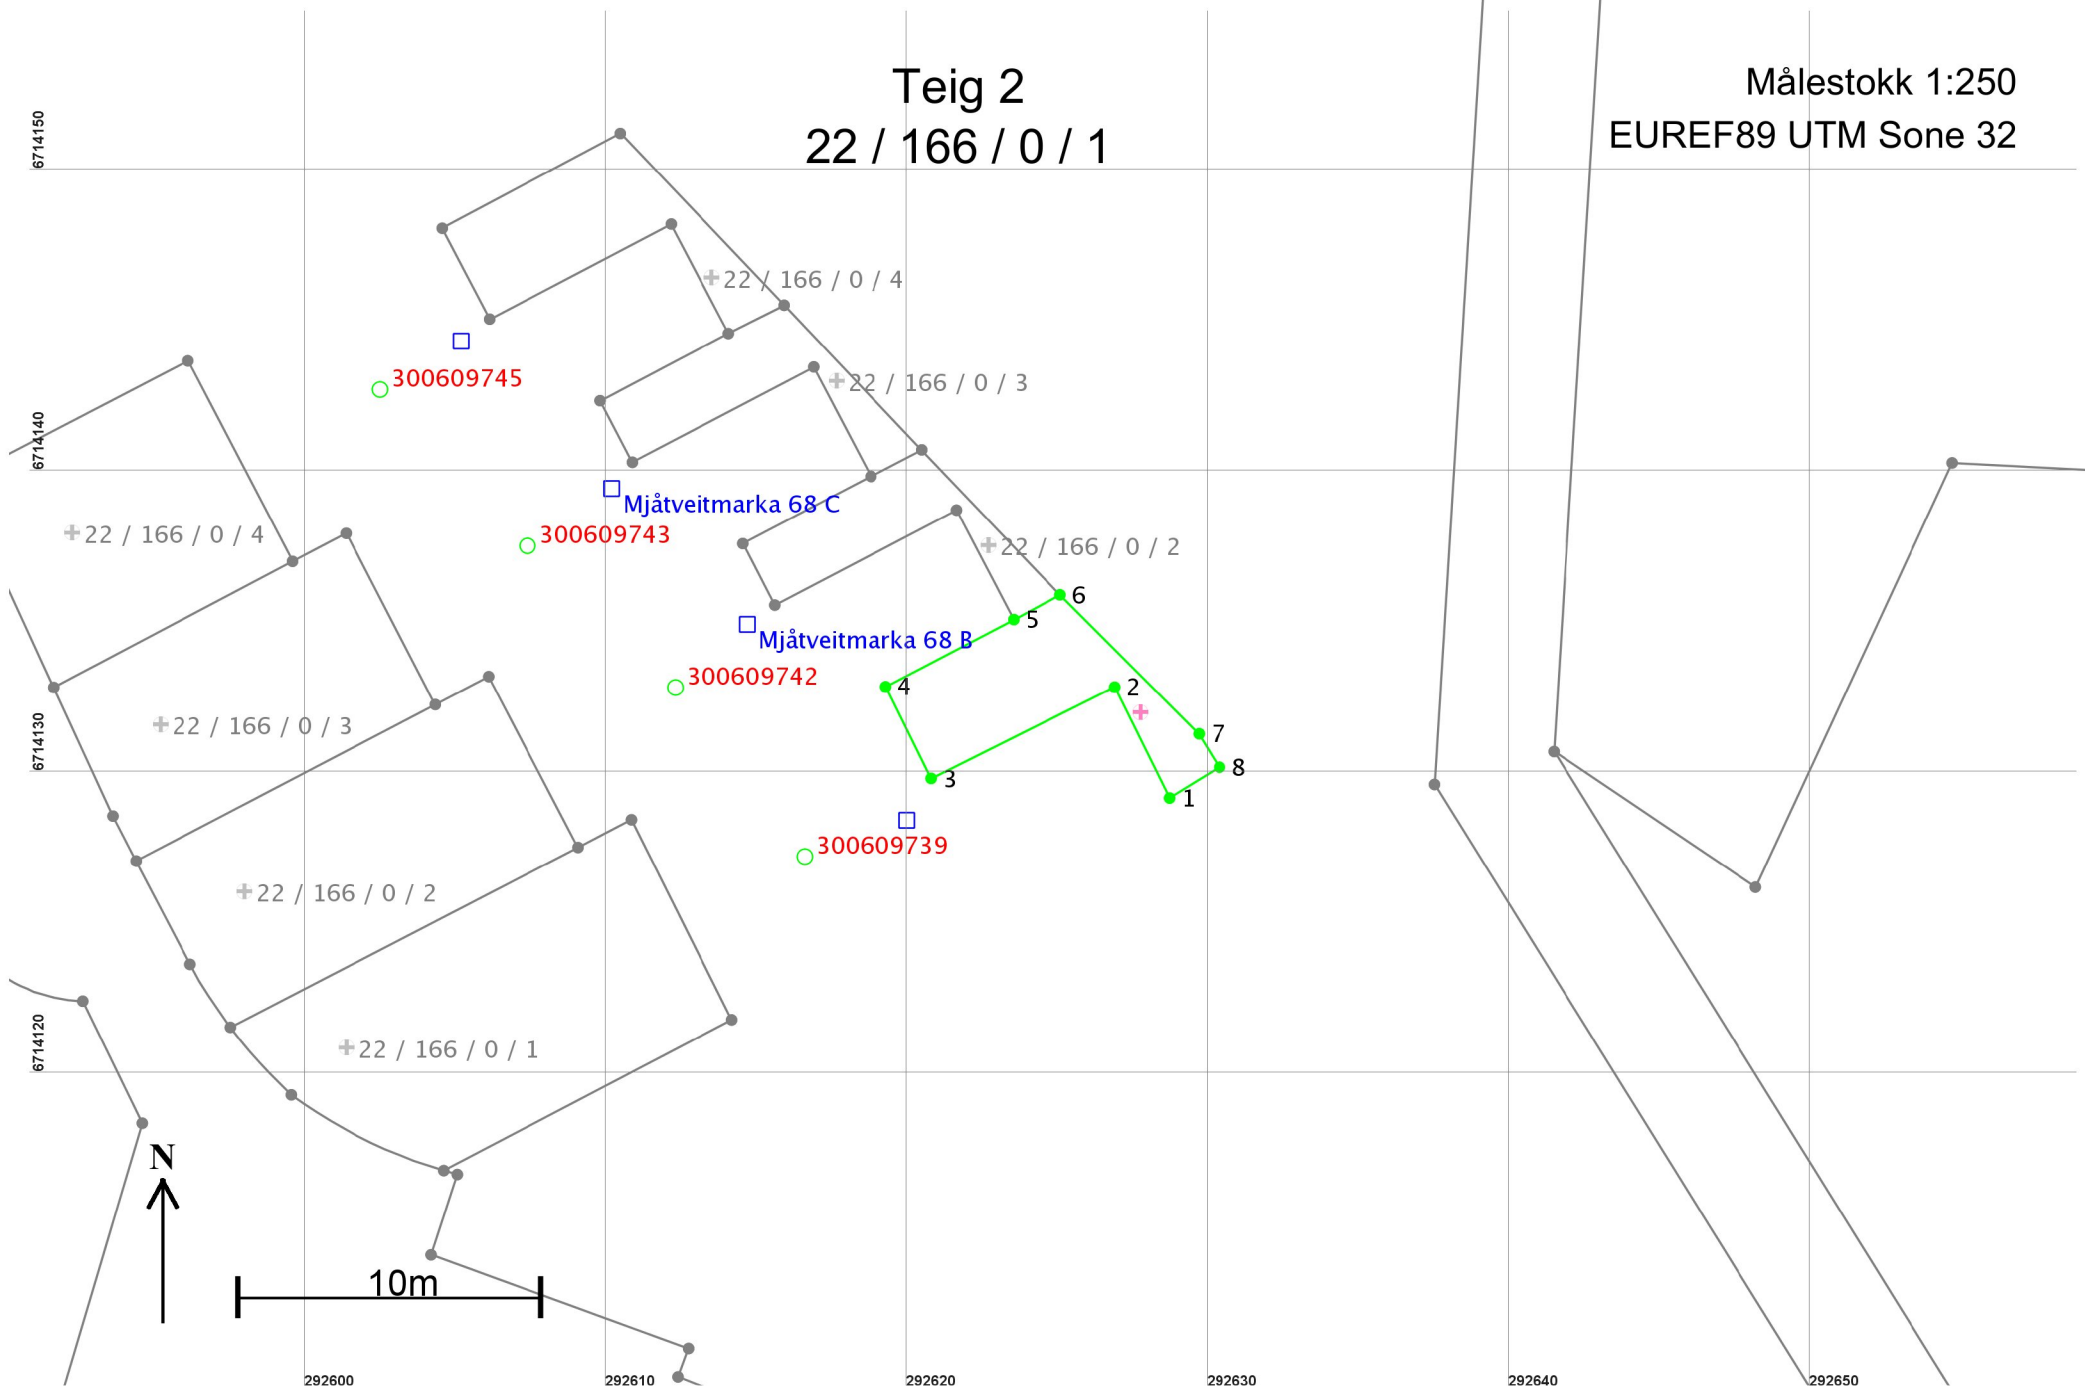 Teig 2
22 / 166 / 0 / 1
Målestokk 1:250
EUREF89 UTM Sone 32
6714150
22 / 166 / 0 / 4
300609745
22 / 166 / 0 / 3
6714140
Mjåtveitmarka 68 C
22 / 166 / 0 / 4
300609743
22 / 166 / 0 / 2
6
5
Mjåtveitmarka 68 B
300609742
4
2
22 / 166 / 0 / 3
7
6714130
8
3
1
300609739
22 / 166 / 0 / 2
6714120
22 / 166 / 0 / 1
N
10m
292600
292610
292620
292630
292640
292650